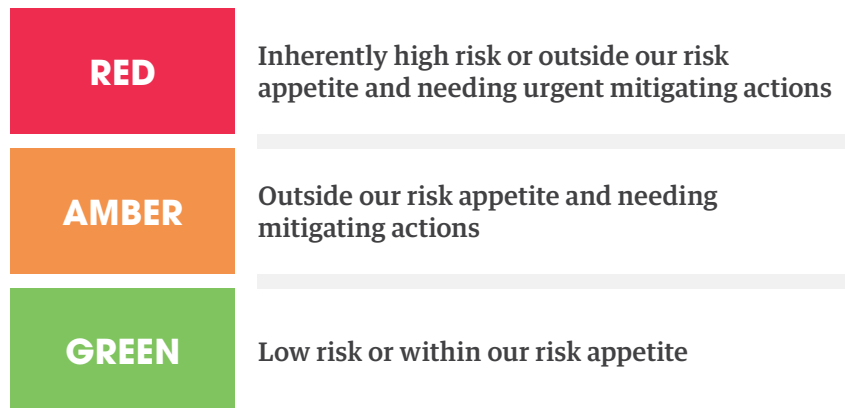 RED
Inherently high risk or outside our risk
appetite and needing urgent mitigating actions
AMBER
Outside our risk appetite and needing
mitigating actions
GREEN
Low risk or within our risk appetite